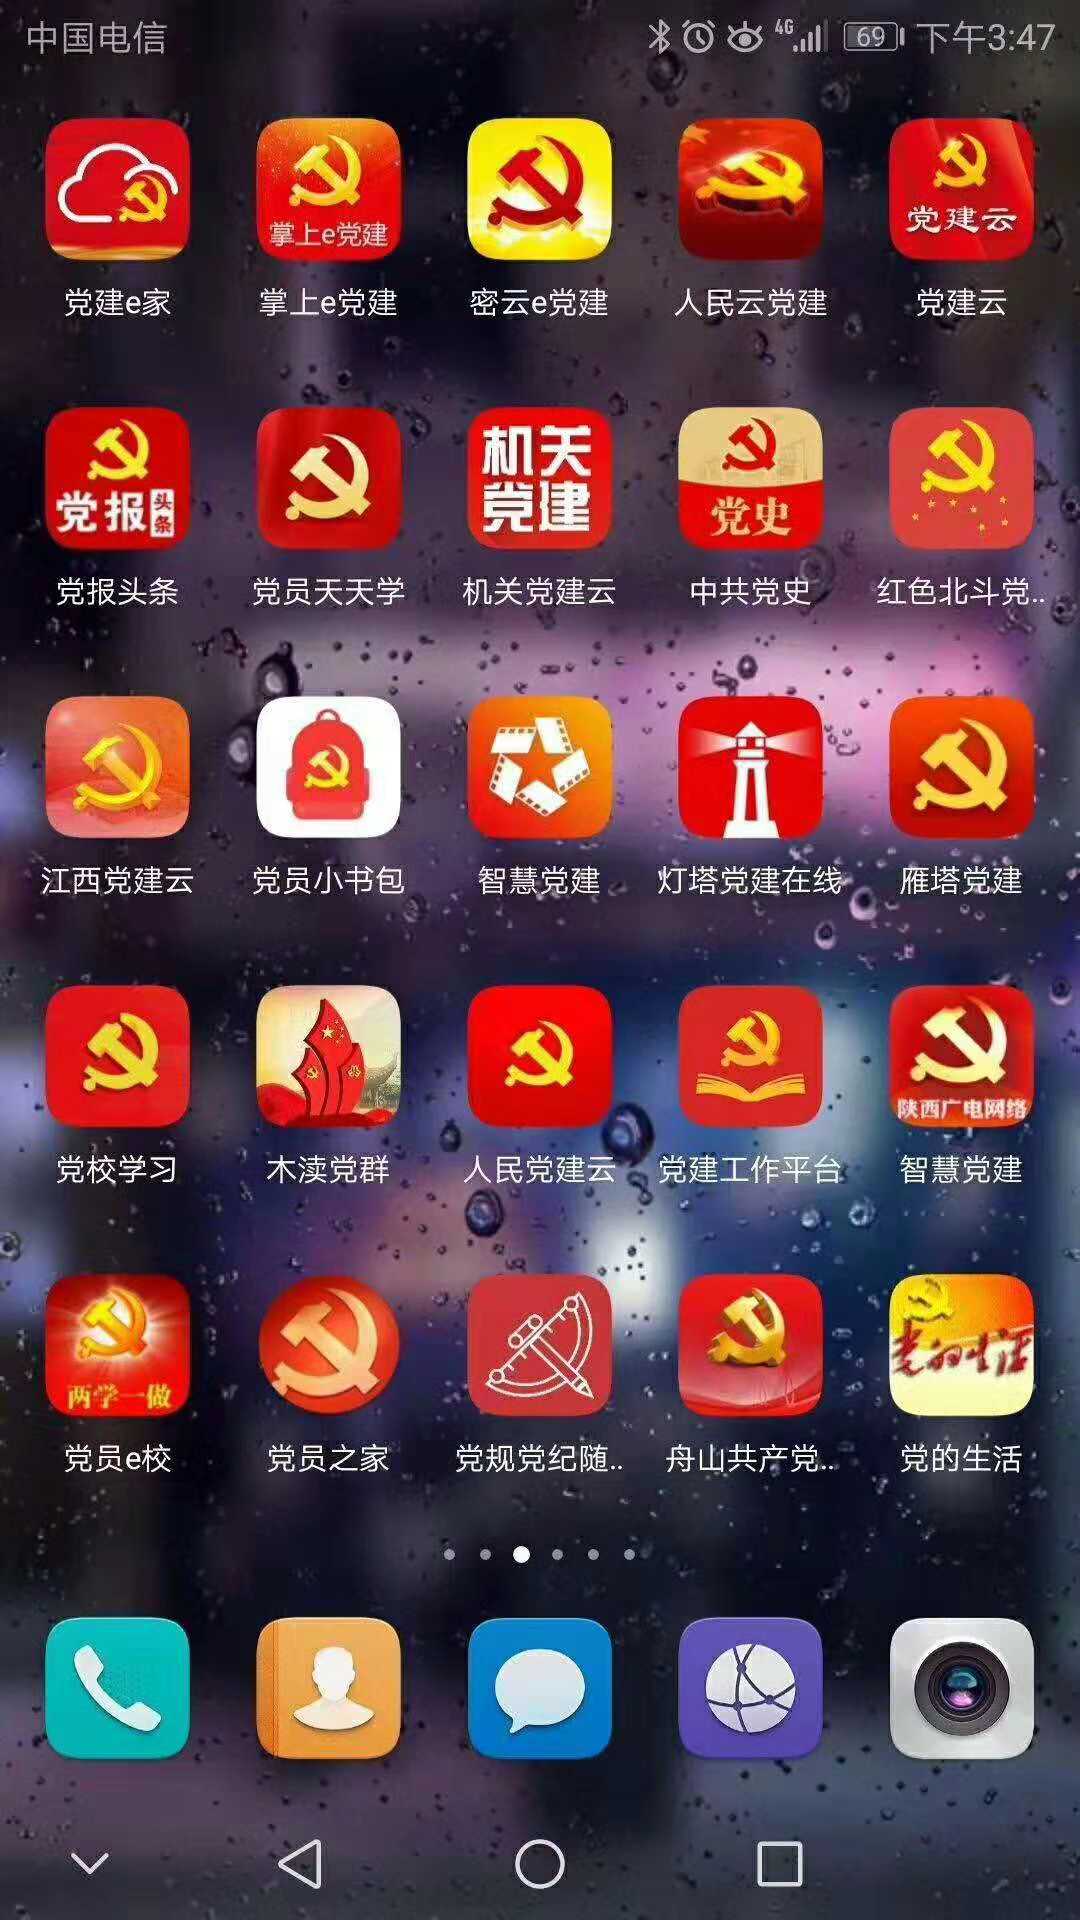 中国电信
4G
69
下午3:47
掌上e党建
党建云
党建e家
掌上e党建
密云e党建
人民云党建
党建云
党报
头条
机关
党建
党史
党报头条
党员天天学
机关党建云
中共党史
红色北斗党..
江西党建云
党员小书包
智慧党建
灯塔党建在线
雁塔党建
陕西广电网络
党校学习
木渎党群
人民党建云
党建工作平台
智慧党建
两学一做
党的生活
党员e校
党员之家
党规党纪随..
舟山共产党..
党的生活